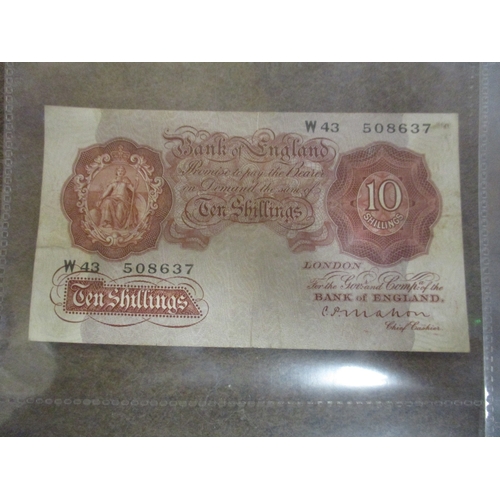 W 43 508637
Bank of England
Promise to pay the Bearer
on Demand the sum of
Ten Shillings
10
SHILLINGS
W 43 508637
Ten Shillings
LONDON
For the Govr. and Compa. of the
BANK OF ENGLAND.
C P Mahon
Chief Cashier